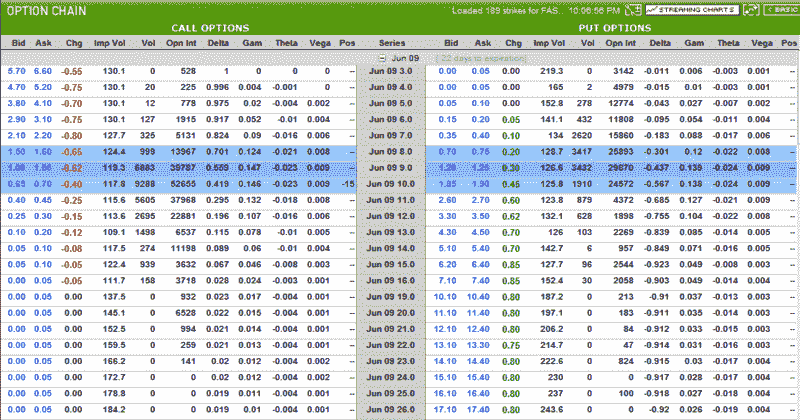 OPTION CHAIN Loaded 189 strikes for FAS... 10:06:56 PM STREAMING CHARTS BASIC
CALL OPTIONS PUT OPTIONS
Bid Ask Chg Imp Vol Vol Opn Int Delta Gam Theta Vega Pos Series Bid Ask Chg Imp Vol Vol Opn Int Delta Gam Theta Vega Pos
Jun 09 [ 22 days to expiration]
5.70 6.60 -0.55 130.1 0 528 1 0 0 0 -- Jun 09 3.0 0.00 0.05 0.00 219.3 0 3142 -0.011 0.006 -0.003 0.001 --
4.70 5.20 -0.75 130.1 20 225 0.996 0.004 -0.001 0 -- Jun 09 4.0 0.00 0.05 0.00 165 2 4979 -0.015 0.01 -0.003 0.001 --
3.80 4.10 -0.70 130.1 12 778 0.975 0.02 -0.004 0.002 -- Jun 09 5.0 0.05 0.10 0.00 152.8 278 12774 -0.043 0.027 -0.007 0.002 --
2.90 3.10 -0.75 130.1 127 1915 0.917 0.052 -0.01 0.004 -- Jun 09 6.0 0.15 0.20 0.05 141.1 432 11808 -0.095 0.054 -0.011 0.004 --
2.10 2.20 -0.80 127.7 325 5131 0.824 0.09 -0.016 0.006 -- Jun 09 7.0 0.35 0.40 0.10 134 2620 15860 -0.183 0.088 -0.017 0.006 --
1.50 1.60 -0.65 124.4 999 13967 0.701 0.124 -0.021 0.008 -- Jun 09 8.0 0.70 0.75 0.20 128.7 3417 25893 -0.301 0.12 -0.022 0.008 --
119.3 6663 39787 0.559 0.147 -0.023 0.009 -- Jun 09 9.0 126.6 3432 29870 -0.437 0.136 -0.024 0.009 --
0.65 0.70 -0.40 117.8 9288 52655 0.419 0.146 -0.023 0.009 -15 Jun 09 10.0 1.85 1.90 0.45 125.8 1910 24572 -0.567 0.138 -0.024 0.009 --
0.40 0.45 -0.25 115.6 5605 37968 0.295 0.132 -0.018 0.008 -- Jun 09 11.0 2.60 2.70 0.60 123.8 879 4372 -0.685 0.127 -0.021 0.009 --
0.25 0.30 -0.15 113.6 2695 22881 0.196 0.107 -0.016 0.006 -- Jun 09 12.0 3.30 3.50 0.62 132.1 628 1898 -0.755 0.104 -0.022 0.008 --
0.10 0.20 -0.12 109.1 1498 6537 0.115 0.078 -0.01 0.005 -- Jun 09 13.0 4.30 4.50 0.70 126 103 2269 -0.839 0.085 -0.014 0.005 --
0.05 0.10 -0.08 117.5 274 11198 0.089 0.06 -0.01 0.004 -- Jun 09 14.0 5.10 5.40 0.70 142.7 6 957 -0.849 0.071 -0.016 0.005 --
0.05 0.10 -0.05 122.4 939 3632 0.067 0.046 -0.008 0.003 -- Jun 09 15.0 6.20 6.40 0.85 127.7 96 2544 -0.923 0.049 -0.008 0.003 --
0.00 0.05 -0.05 111.7 158 3718 0.028 0.024 -0.003 0.001 -- Jun 09 16.0 7.10 7.40 0.85 152.4 30 2058 -0.903 0.049 -0.014 0.004 --
0.00 0.05 0.00 137.5 0 932 0.023 0.017 -0.004 0.001 -- Jun 09 19.0 10.10 10.40 0.80 187.2 0 213 -0.91 0.037 -0.013 0.003 --
0.00 0.05 0.00 145.1 0 6528 0.022 0.015 -0.004 0.001 -- Jun 09 20.0 11.10 11.40 0.80 197.1 0 183 -0.911 0.035 -0.014 0.003 --
0.00 0.05 0.00 152.5 0 994 0.021 0.014 -0.004 0.001 -- Jun 09 21.0 12.10 12.40 0.80 206.2 0 84 -0.912 0.033 -0.015 0.003 --
0.00 0.05 0.00 159.5 0 259 0.021 0.013 -0.004 0.001 -- Jun 09 22.0 13.10 13.30 0.75 214.7 0 47 -0.914 0.031 -0.016 0.003 --
0.00 0.05 0.00 166.2 0 141 0.02 0.012 -0.004 0.001 -- Jun 09 23.0 14.10 14.40 0.80 222.6 0 824 -0.915 0.03 -0.017 0.003 --
0.00 0.05 0.00 172.7 0 0 0.02 0.012 -0.004 0.002 -- Jun 09 24.0 15.10 15.40 0.80 230 0 0 -0.917 0.028 -0.017 0.004 --
0.00 0.05 0.00 178.8 0 0 0.019 0.011 -0.004 0.001 -- Jun 09 25.0 16.10 16.40 0.80 237 0 100 -0.918 0.027 -0.018 0.003 --
0.00 0.05 0.00 184.2 0 0 0.019 0.01 -0.004 0.001 -- Jun 09 26.0 17.10 17.40 0.80 243.6 0 0 -0.92 0.026 -0.019 0.003 --